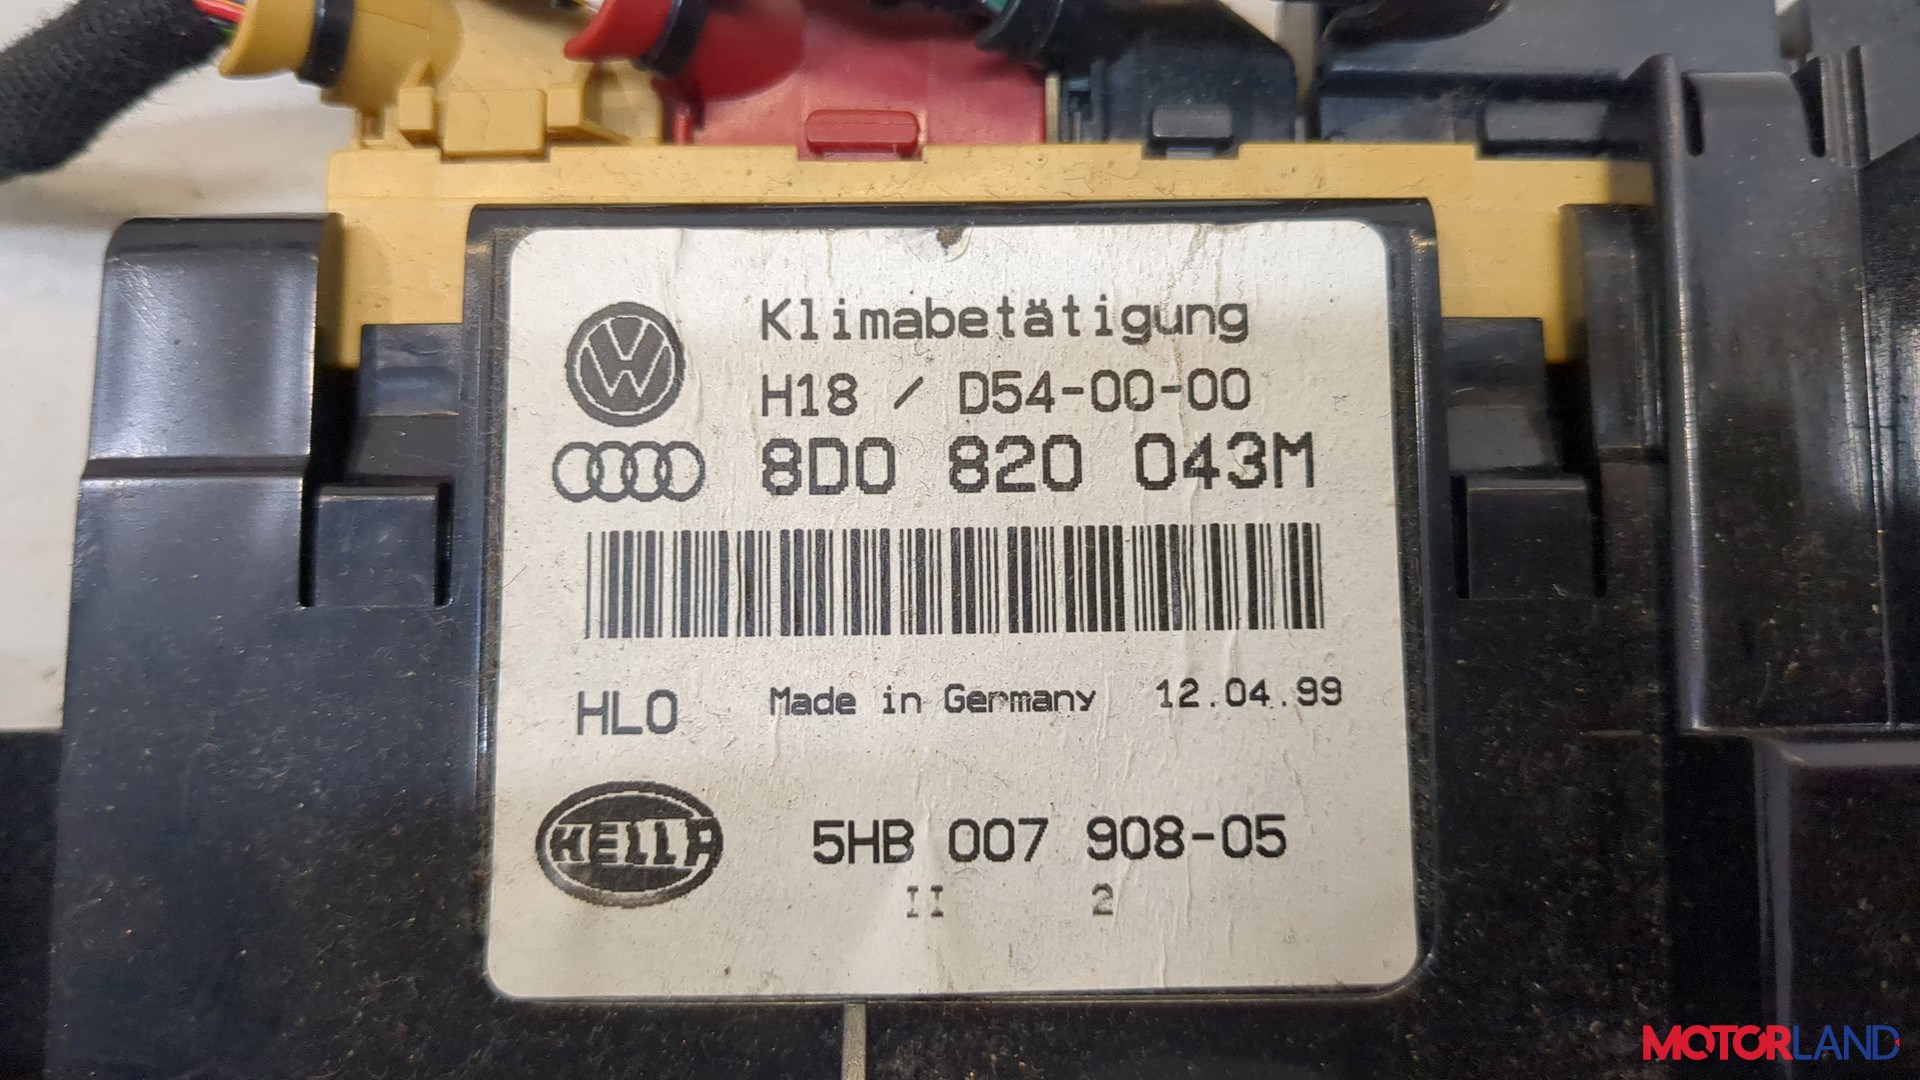 Klimabetätigung
H18 / D54-00-00
8D0 820 043M
HLO Made in Germany 12.04.99
HELLA 5HB 007 908-05
II 2
MOTORLAND